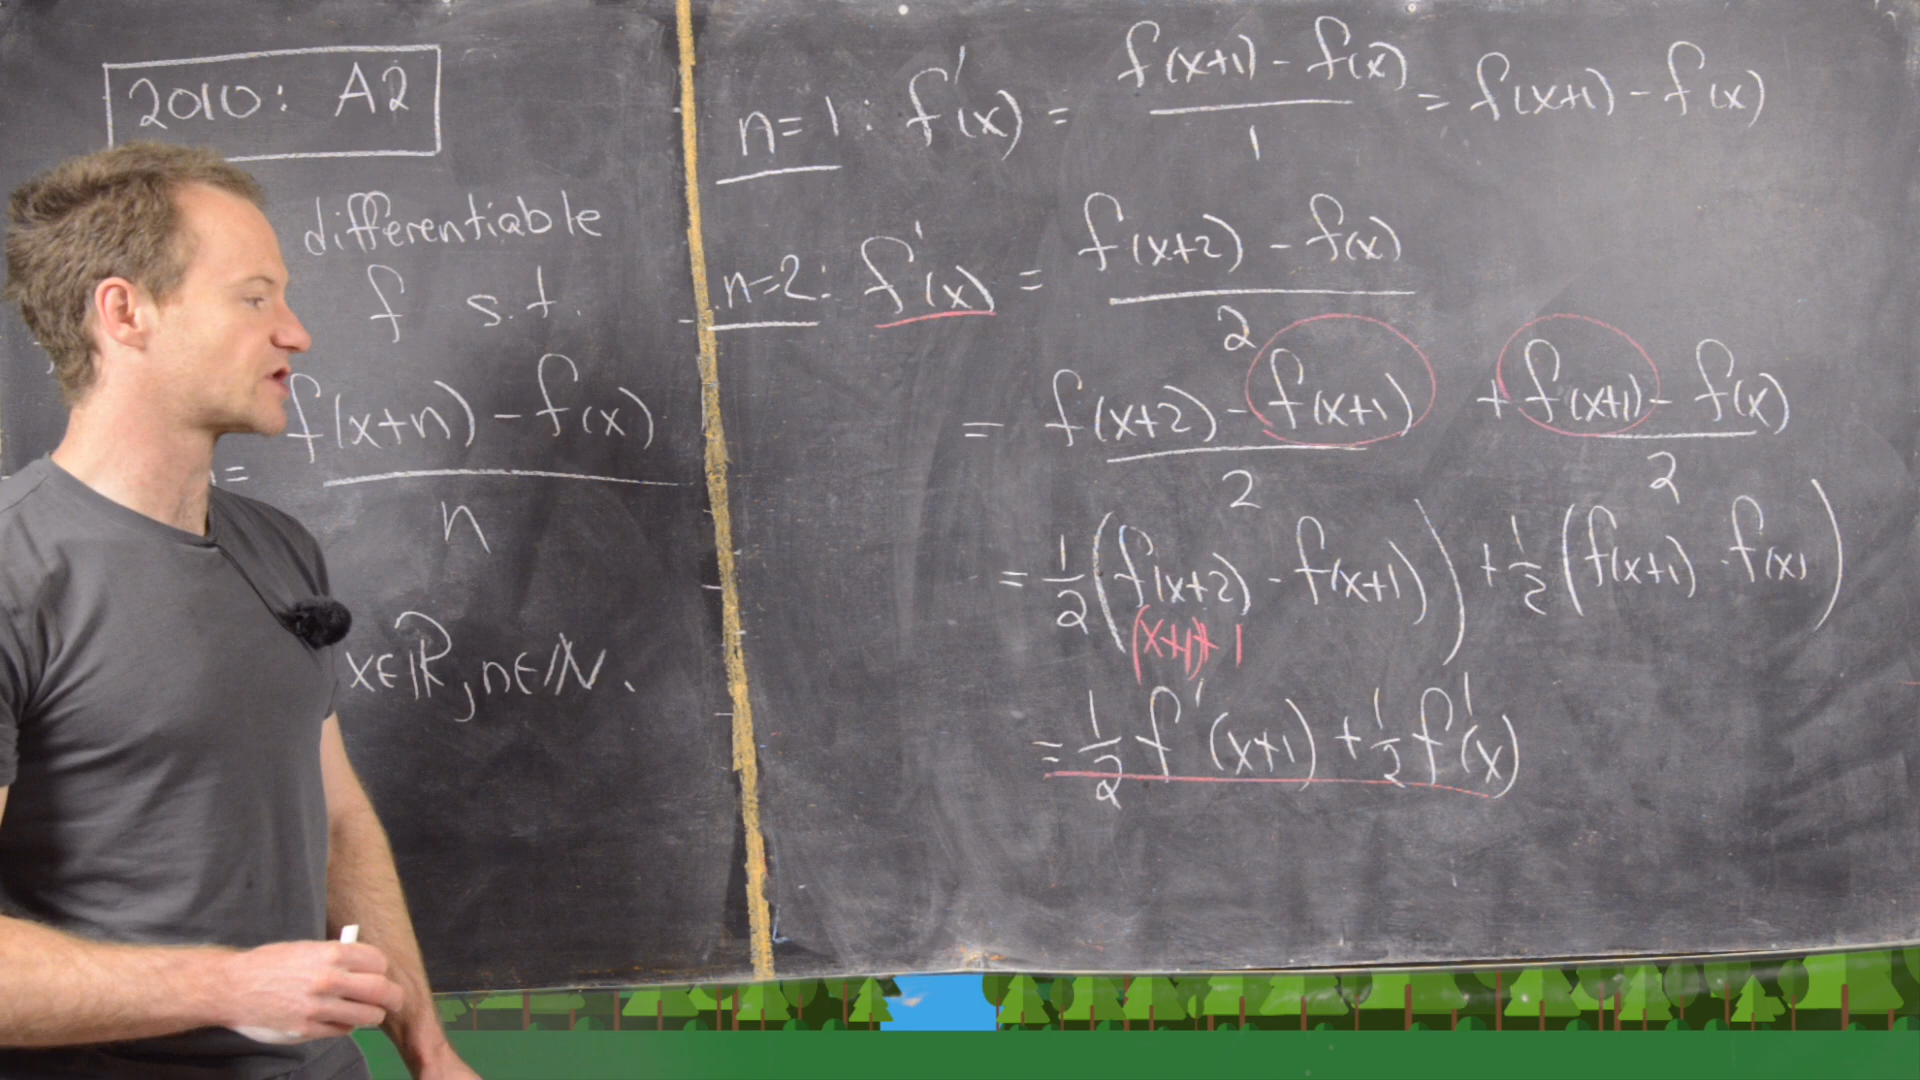 2010: A2
differentiable
f s.t.
= f(x+n) - f(x) / n
x∈ℝ, n∈ℕ.
n=1: f'(x) = f(x+1) - f(x) / 1 = f(x+1) - f(x)
n=2: f'(x) = f(x+2) - f(x) / 2
= f(x+2) - f(x+1) / 2 + f(x+1) - f(x) / 2
= 1/2 (f(x+2) - f(x+1)) + 1/2 (f(x+1) - f(x))
(x+1)+1
= 1/2 f'(x+1) + 1/2 f'(x)